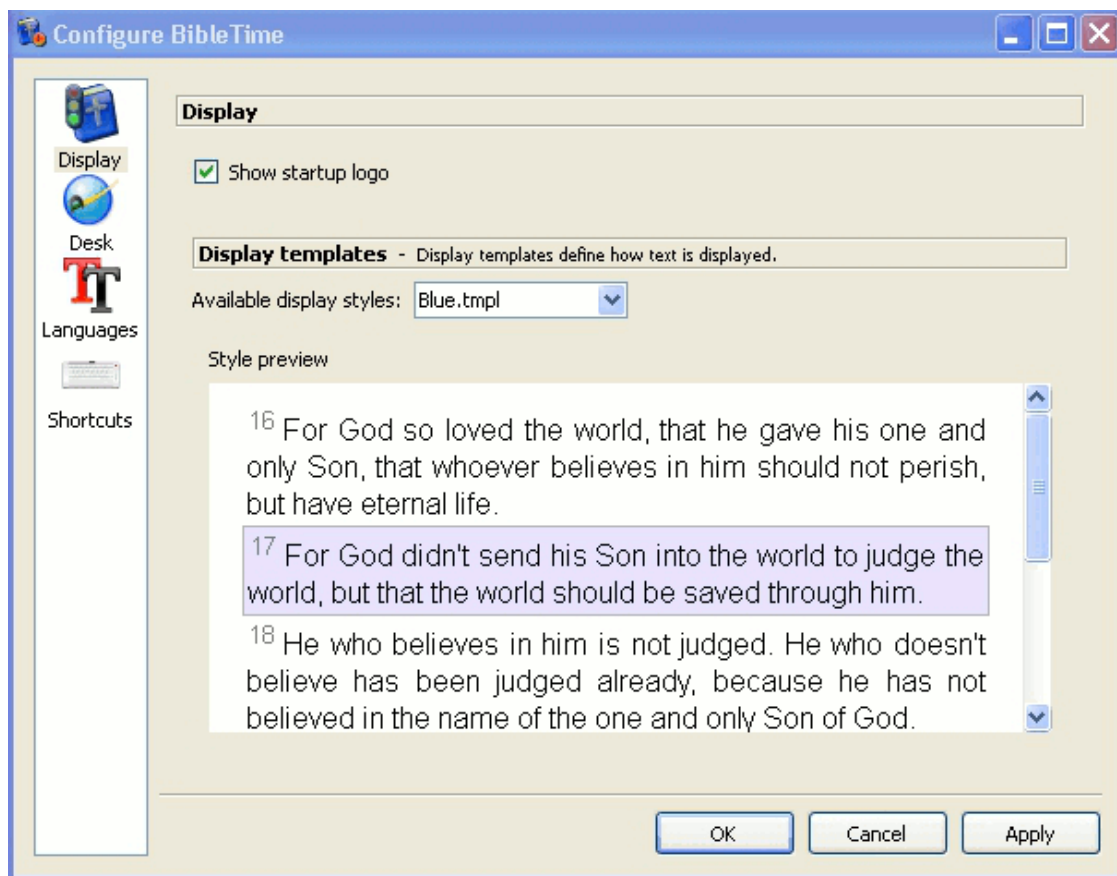 Configure BibleTime
Display
Desk
Languages
Shortcuts
Display
Show startup logo
Display templates - Display templates define how text is displayed.
Available display styles: Blue.tmpl
Style preview
16 For God so loved the world, that he gave his one and
only Son, that whoever believes in him should not perish,
but have eternal life.
17 For God didn't send his Son into the world to judge the
world, but that the world should be saved through him.
18 He who believes in him is not judged. He who doesn't
believe has been judged already, because he has not
believed in the name of the one and only Son of God.
OK Cancel Apply